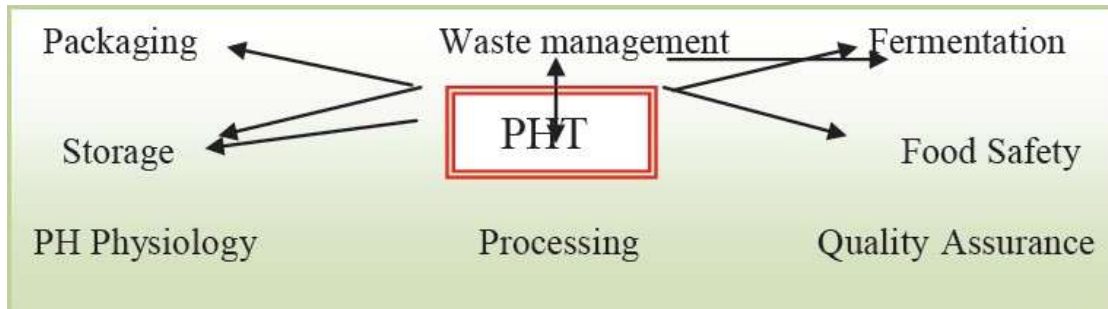 Packaging Waste management Fermentation
PHT
Storage Food Safety
PH Physiology Processing Quality Assurance